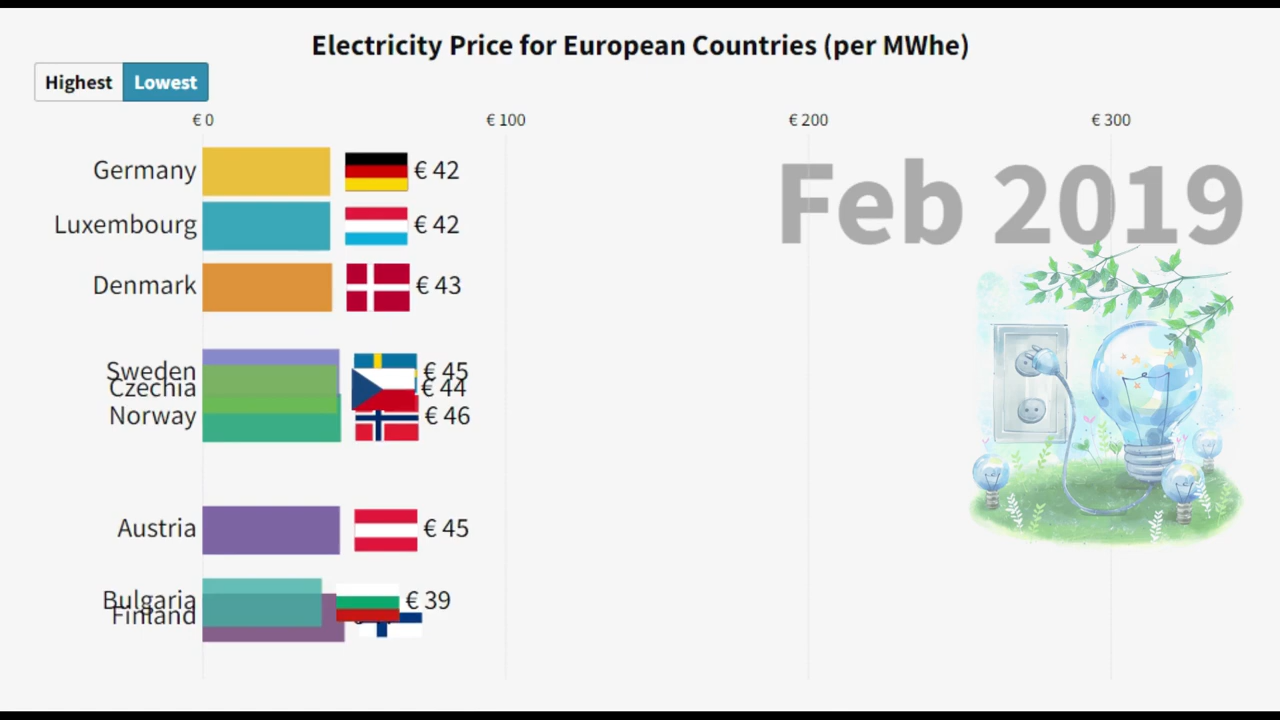 Electricity Price for European Countries (per MWhe)
Highest Lowest
€ 0 € 100 € 200 € 300
Feb 2019
Germany € 42
Luxembourg € 42
Denmark € 43
Sweden € 45
Czechia € 44
Norway € 46
Austria € 45
Bulgaria € 39
Finland